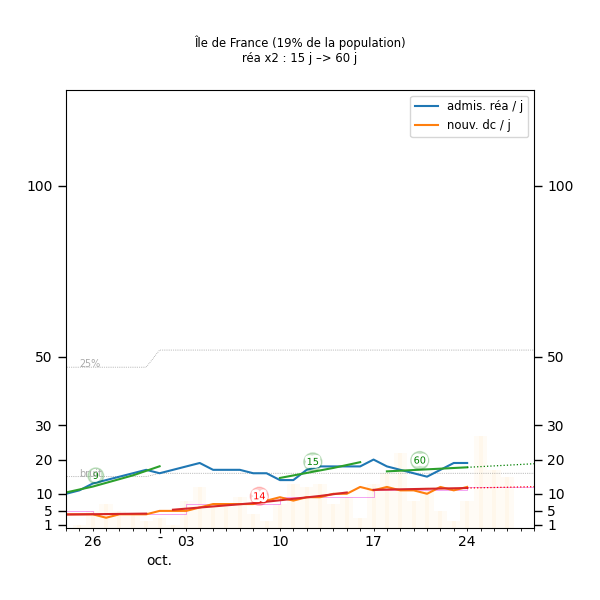 Île de France (19% de la population)
réa x2 : 15 j –> 60 j
admis. réa / j
nouv. dc / j
100 100
25%
50 50
30 30
20 15 60 20
9
10 14 10
5 5
1 1
26 - 03 10 17 24
oct.